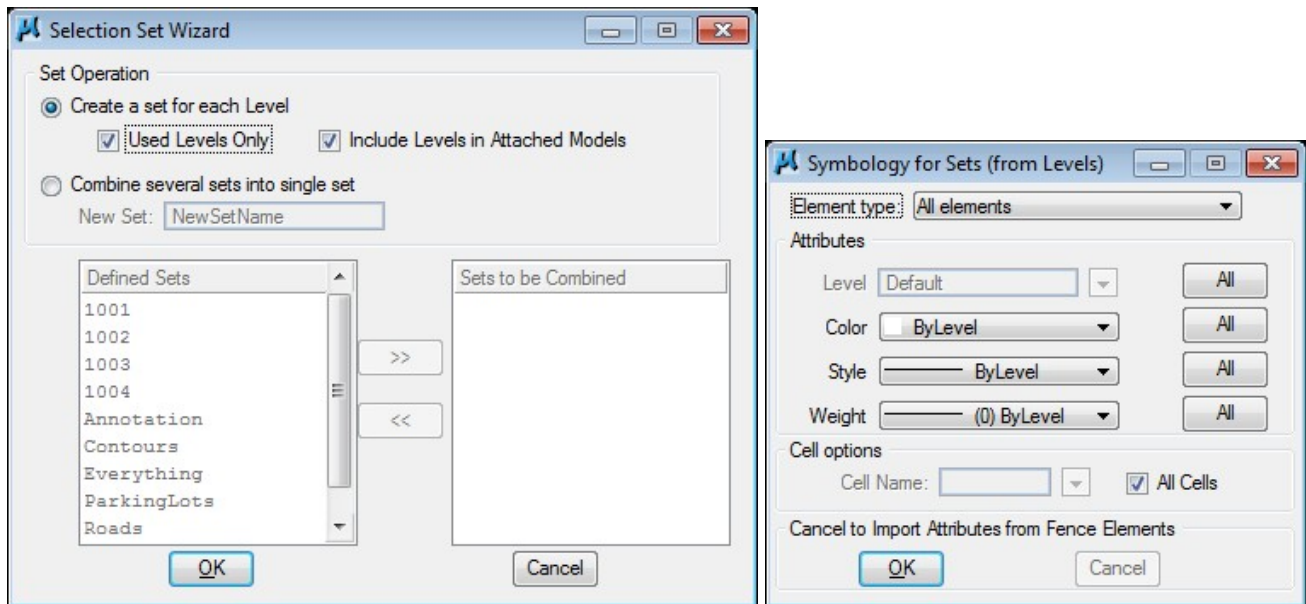 Selection Set Wizard
Set Operation
Create a set for each Level
Used Levels Only Include Levels in Attached Models
Combine several sets into single set
New Set: NewSetName
Defined Sets
1001
1002
1003
1004
Annotation
Contours
Everything
ParkingLots
Roads
>>
<<
Sets to be Combined
OK Cancel
Symbology for Sets (from Levels)
Element type: All elements
Attributes
Level Default All
Color ByLevel All
Style ByLevel All
Weight (0) ByLevel All
Cell options
Cell Name: All Cells
Cancel to Import Attributes from Fence Elements
OK Cancel